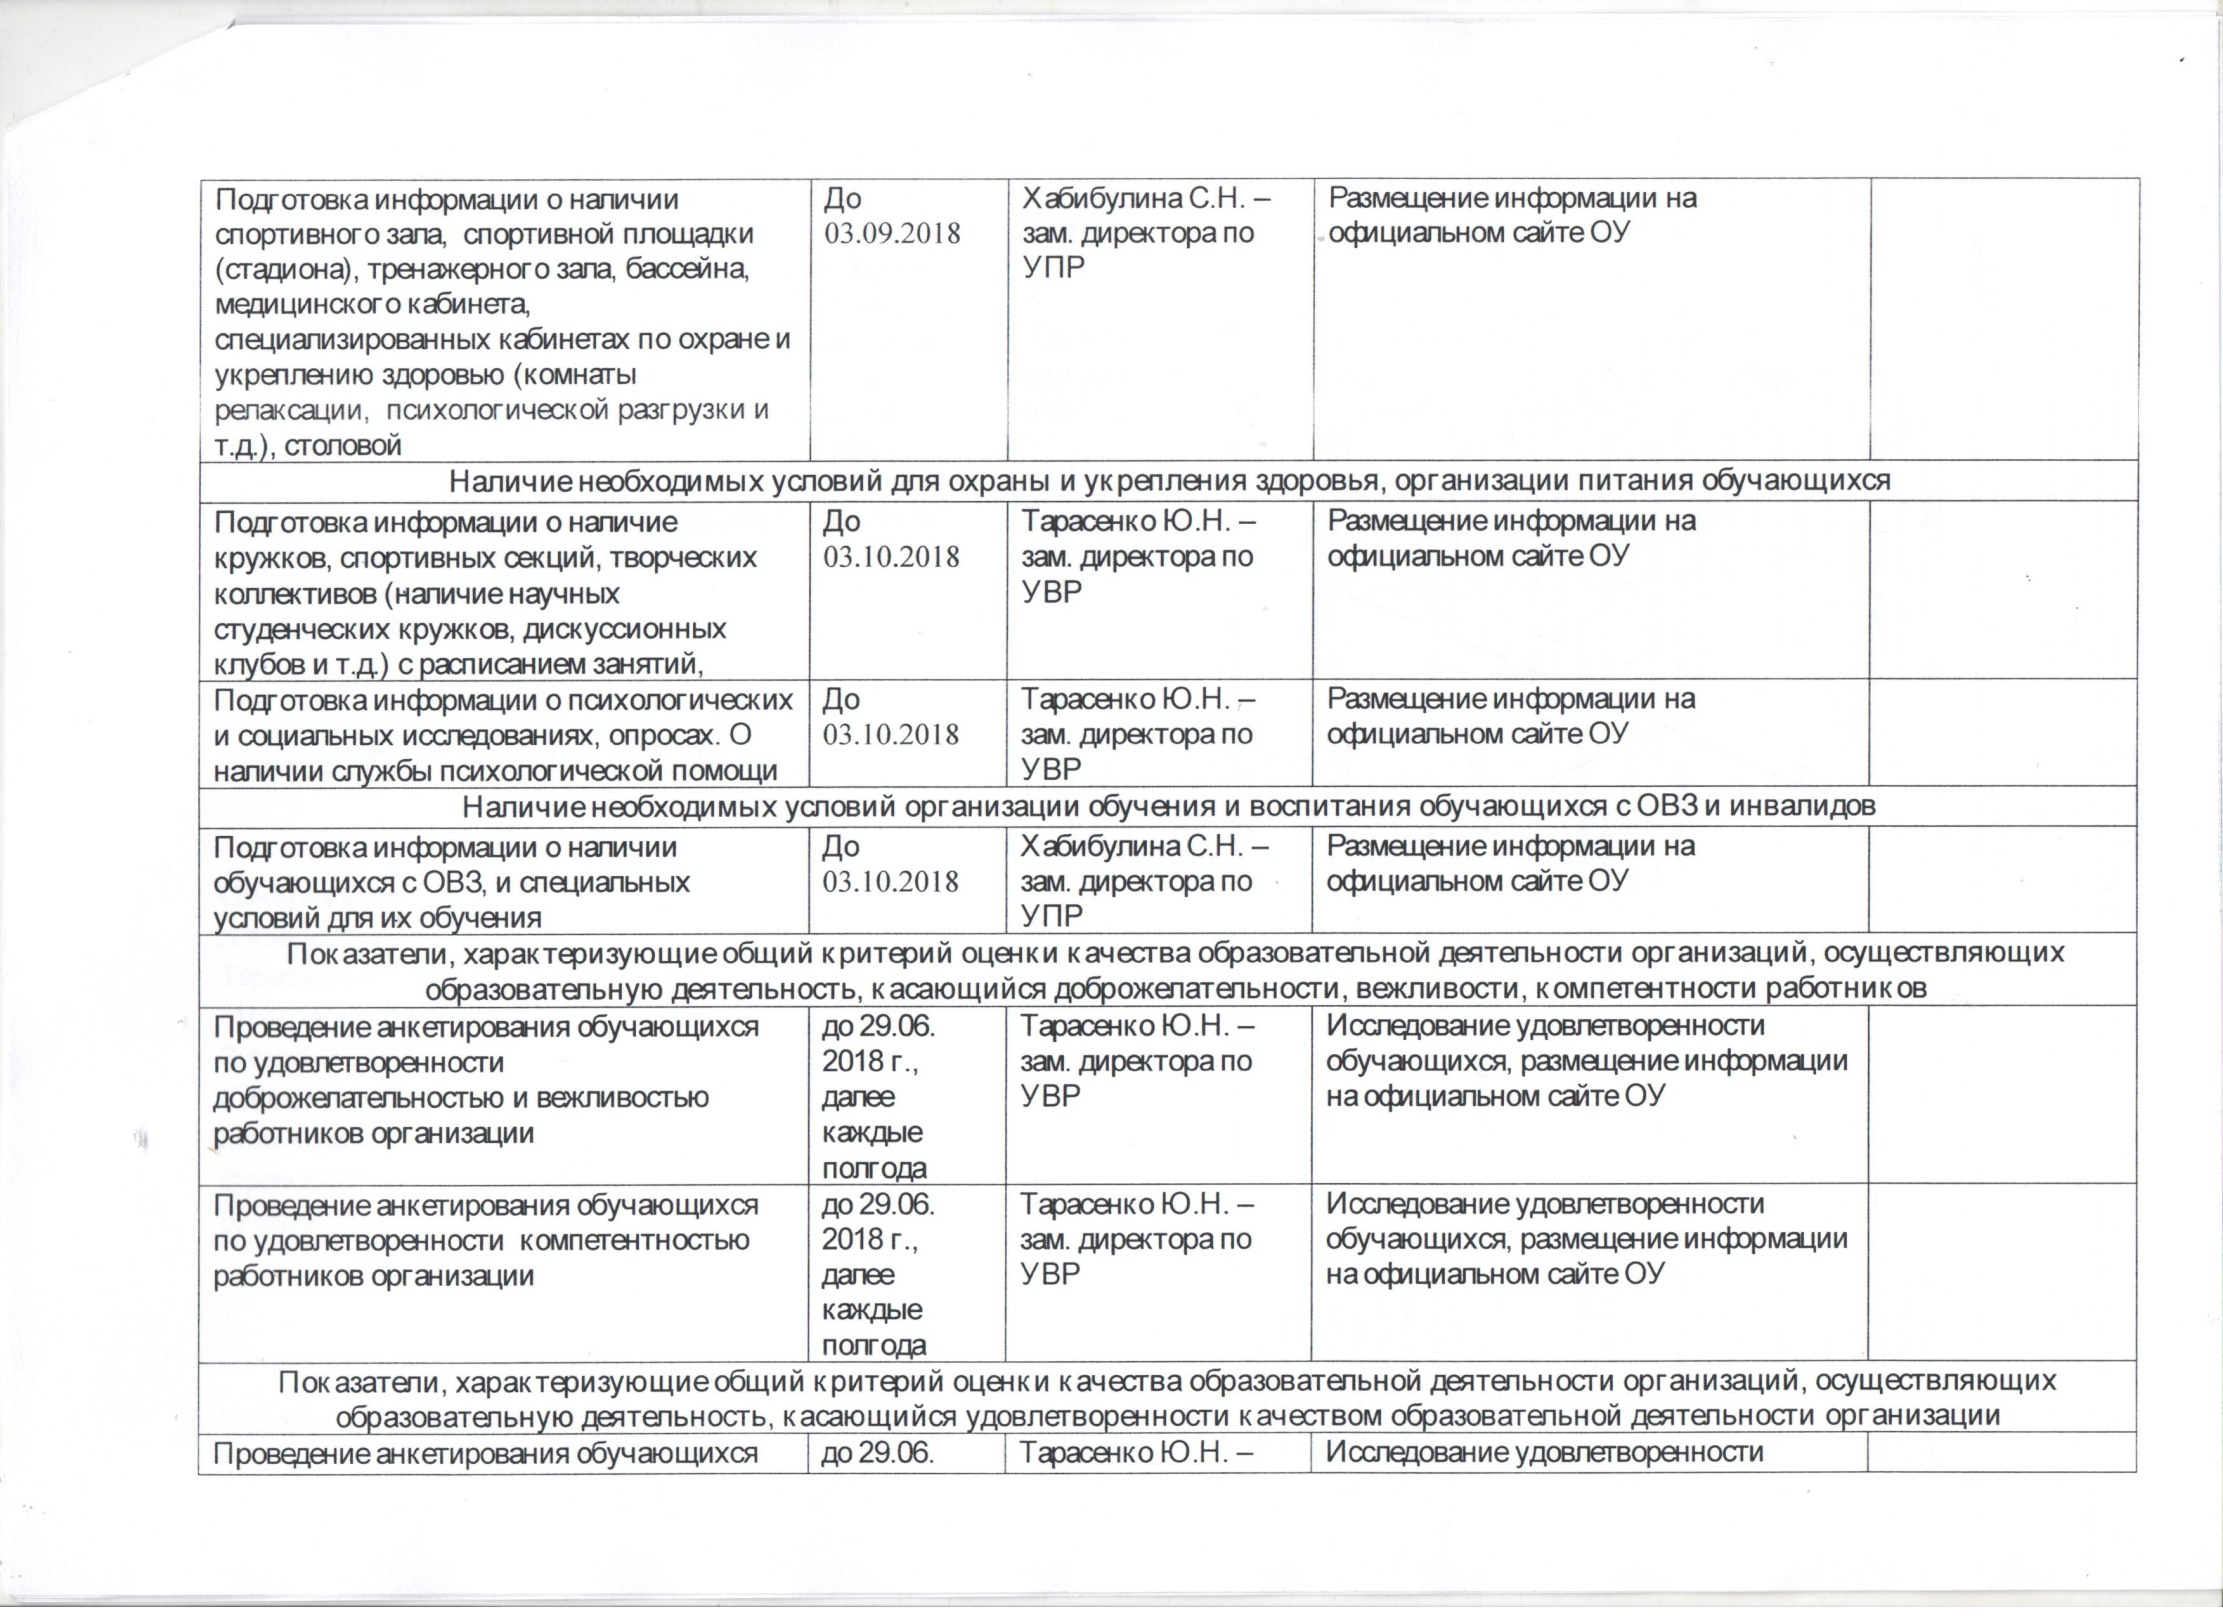 Подготовка информации о наличии
спортивного зала, спортивной площадки
(стадиона), тренажерного зала, бассейна,
медицинского кабинета,
специализированных кабинетах по охране и
укреплению здоровью (комнаты
релаксации, психологической разгрузки и
т.д.), столовой
До
03.09.2018
Хабибулина С.Н. –
зам. директора по
УПР
Размещение информации на
официальном сайте ОУ
Наличие необходимых условий для охраны и укрепления здоровья, организации питания обучающихся
Подготовка информации о наличие
кружков, спортивных секций, творческих
коллективов (наличие научных
студенческих кружков, дискуссионных
клубов и т.д.) с расписанием занятий,
До
03.10.2018
Тарасенко Ю.Н. –
зам. директора по
УВР
Размещение информации на
официальном сайте ОУ
Подготовка информации о психологических
и социальных исследованиях, опросах. О
наличии службы психологической помощи
До
03.10.2018
Тарасенко Ю.Н. –
зам. директора по
УВР
Размещение информации на
официальном сайте ОУ
Наличие необходимых условий организации обучения и воспитания обучающихся с ОВЗ и инвалидов
Подготовка информации о наличии
обучающихся с ОВЗ, и специальных
условий для их обучения
До
03.10.2018
Хабибулина С.Н. –
зам. директора по
УПР
Размещение информации на
официальном сайте ОУ
Показатели, характеризующие общий критерий оценки качества образовательной деятельности организаций, осуществляющих
образовательную деятельность, касающийся доброжелательности, вежливости, компетентности работников
Проведение анкетирования обучающихся
по удовлетворенности
доброжелательностью и вежливостью
работников организации
до 29.06.
2018 г.,
далее
каждые
полгода
Тарасенко Ю.Н. –
зам. директора по
УВР
Исследование удовлетворенности
обучающихся, размещение информации
на официальном сайте ОУ
Проведение анкетирования обучающихся
по удовлетворенности компетентностью
работников организации
до 29.06.
2018 г.,
далее
каждые
полгода
Тарасенко Ю.Н. –
зам. директора по
УВР
Исследование удовлетворенности
обучающихся, размещение информации
на официальном сайте ОУ
Показатели, характеризующие общий критерий оценки качества образовательной деятельности организаций, осуществляющих
образовательную деятельность, касающийся удовлетворенности качеством образовательной деятельности организации
Проведение анкетирования обучающихся
до 29.06.
Тарасенко Ю.Н. –
Исследование удовлетворенности